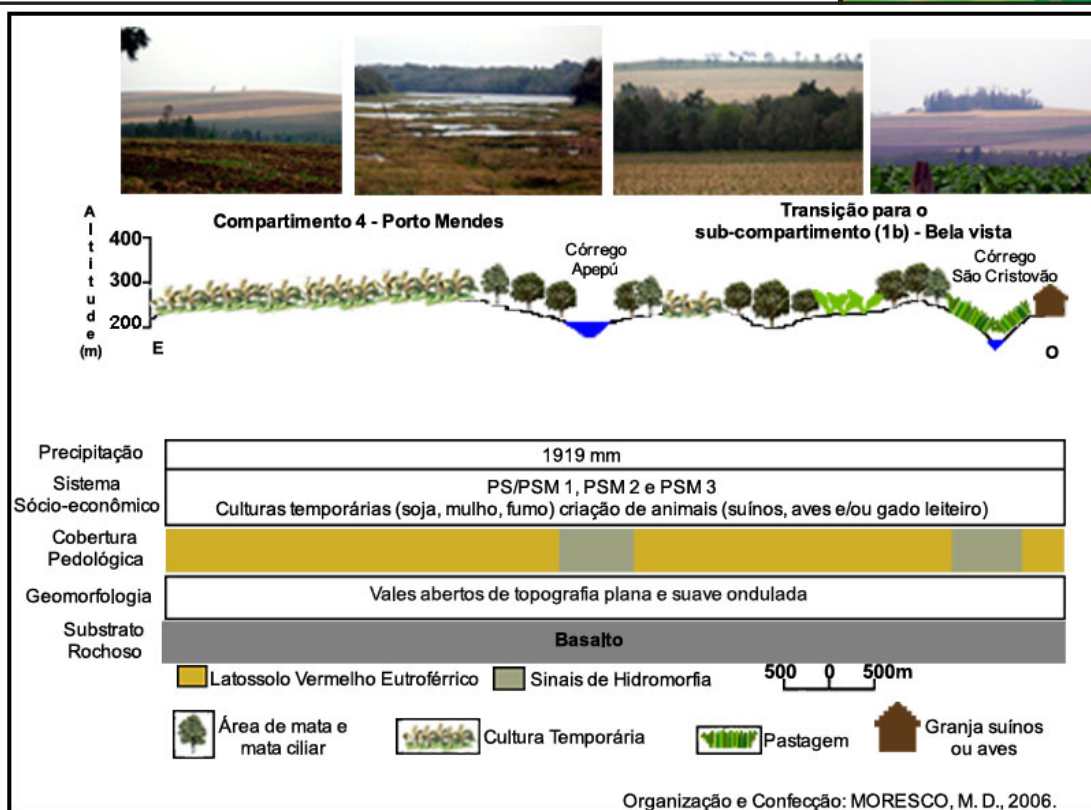 Compartimento 4 - Porto Mendes
Transição para o
sub-compartimento (1b) - Bela vista
Córrego
Apepú
Córrego
São Cristovão
Altitude
(m)
400
300
200
E
O
Precipitação
1919 mm
Sistema
Sócio-econômico
PS/PSM 1, PSM 2 e PSM 3
Culturas temporárias (soja, mulho, fumo) criação de animais (suínos, aves e/ou gado leiteiro)
Cobertura
Pedológica
Geomorfologia
Vales abertos de topografia plana e suave ondulada
Substrato
Rochoso
Basalto
Latossolo Vermelho Eutroférrico
Sinais de Hidromorfia
500 0 500m
Área de mata e
mata ciliar
Cultura Temporária
Pastagem
Granja suínos
ou aves
Organização e Confecção: MORESCO, M. D., 2006.